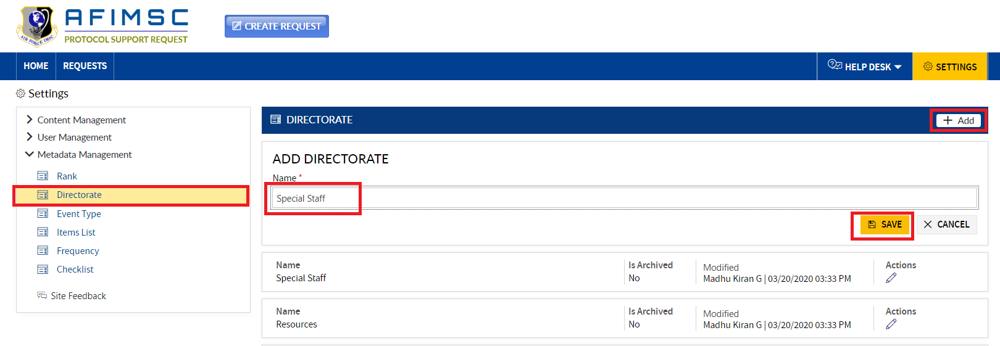 AFIMSC
PROTOCOL SUPPORT REQUEST
AIR FORCE IMSC
CREATE REQUEST
HOME REQUESTS HELP DESK SETTINGS
Settings
Content Management
User Management
Metadata Management
Rank
Directorate
Event Type
Items List
Frequency
Checklist
Site Feedback
DIRECTORATE + Add
ADD DIRECTORATE
Name *
Special Staff
SAVE CANCEL
Name Is Archived Modified Actions
Special Staff No Madhu Kiran G | 03/20/2020 03:33 PM
Name Is Archived Modified Actions
Resources No Madhu Kiran G | 03/20/2020 03:33 PM